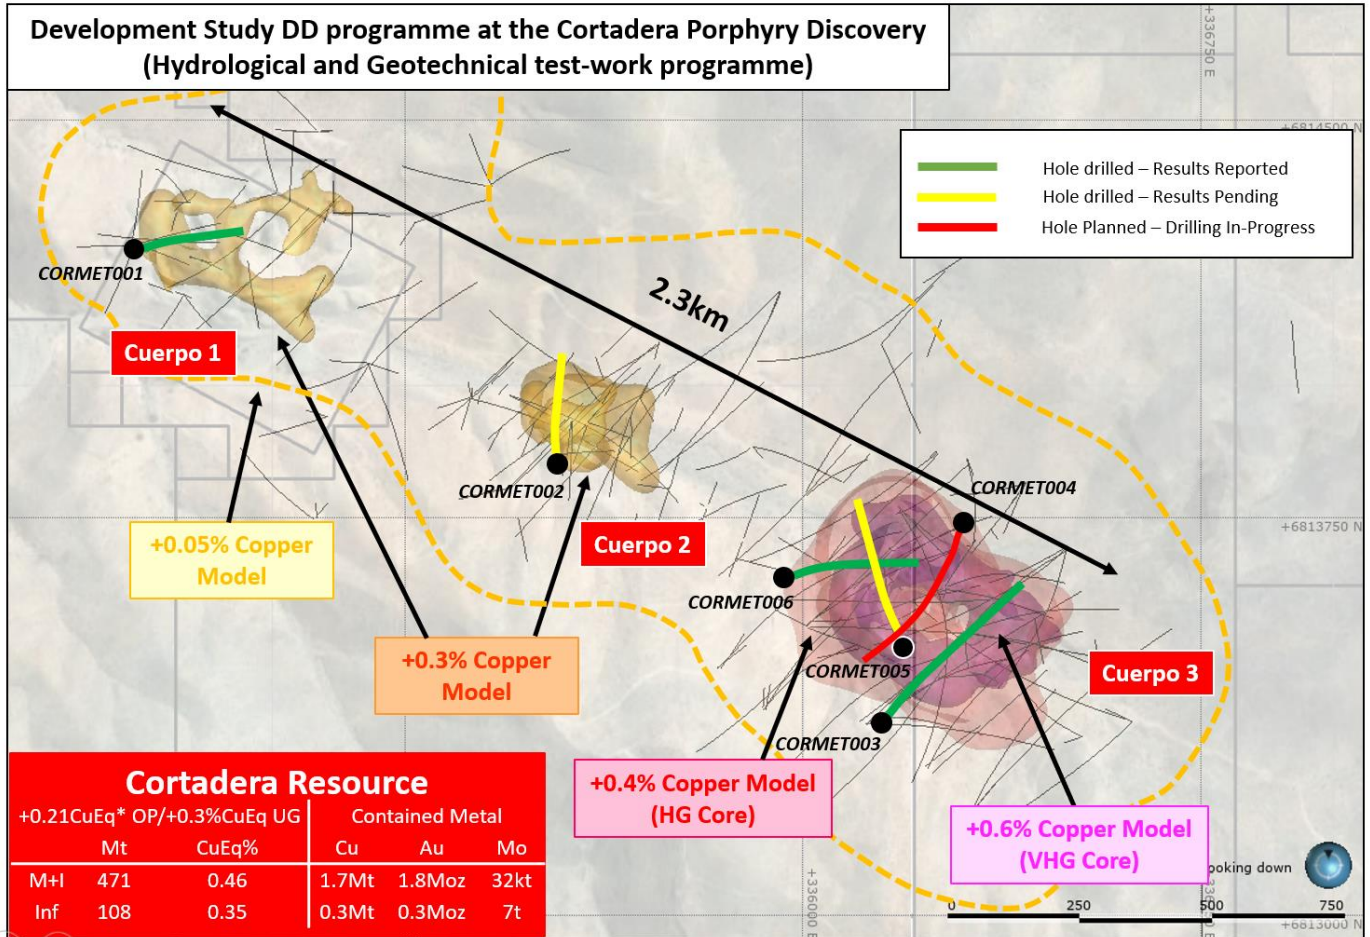 Development Study DD programme at the Cortadera Porphyry Discovery
(Hydrological and Geotechnical test-work programme)
+336750 E
+6814500 N
Hole drilled – Results Reported
Hole drilled – Results Pending
Hole Planned – Drilling In-Progress
CORMET001
2.3km
Cuerpo 1
CORMET002
CORMET004
+6813750 N
Cuerpo 2
+0.05% Copper
Model
CORMET006
+0.3% Copper
Model
CORMET005
Cuerpo 3
CORMET003
+0.4% Copper Model
(HG Core)
+0.6% Copper Model
(VHG Core)
Cortadera Resource
+0.21CuEq* OP/+0.3%CuEq UG Contained Metal
Mt CuEq% Cu Au Mo
M+I 471 0.46 1.7Mt 1.8Moz 32kt
Inf 108 0.35 0.3Mt 0.3Moz 7t
+336000 E
looking down
0 250 500 750
+6813000 N